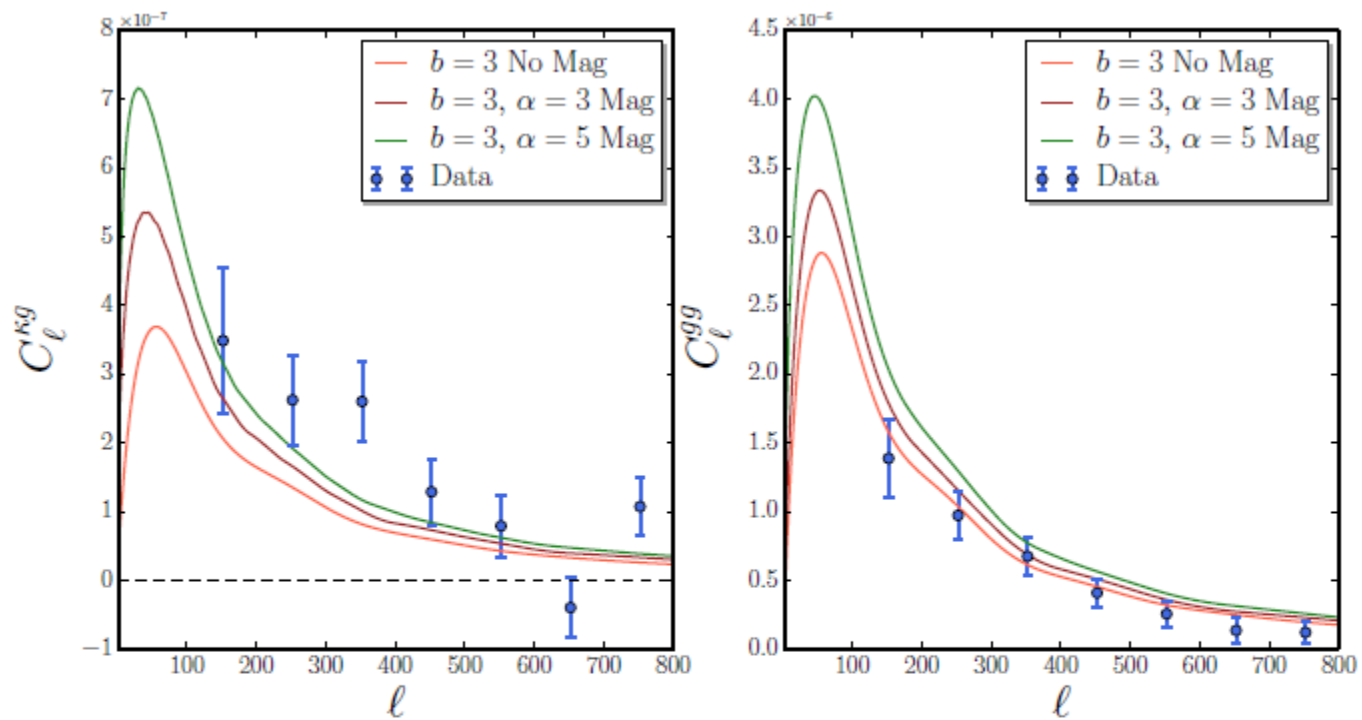 ×10⁻⁷
8
7
6
5
4
3
2
1
0
−1
100 200 300 400 500 600 700 800
ℓ
C_ℓ^{κg}
b = 3 No Mag
b = 3, α = 3 Mag
b = 3, α = 5 Mag
Data
×10⁻⁶
4.5
4.0
3.5
3.0
2.5
2.0
1.5
1.0
0.5
0.0
100 200 300 400 500 600 700 800
ℓ
C_ℓ^{gg}
b = 3 No Mag
b = 3, α = 3 Mag
b = 3, α = 5 Mag
Data